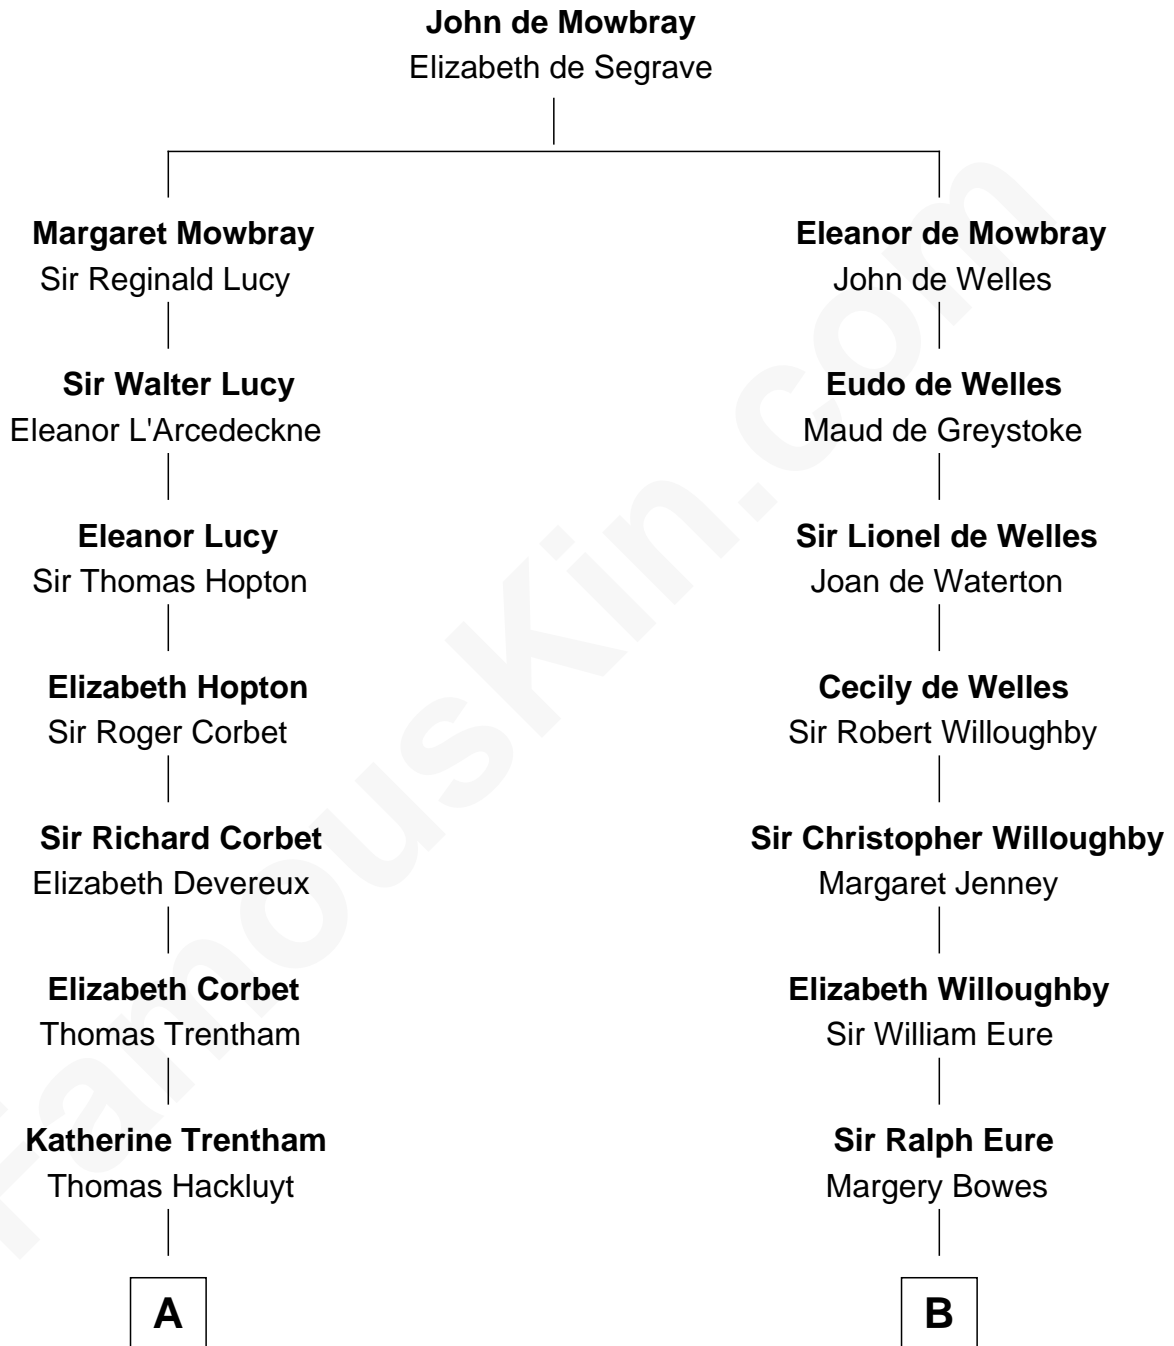 John de Mowbray
Elizabeth de Segrave
Margaret Mowbray
Sir Reginald Lucy
Eleanor de Mowbray
John de Welles
Sir Walter Lucy
Eleanor L'Arcedeckne
Eudo de Welles
Maud de Greystoke
Eleanor Lucy
Sir Thomas Hopton
Sir Lionel de Welles
Joan de Waterton
Elizabeth Hopton
Sir Roger Corbet
Cecily de Welles
Sir Robert Willoughby
Sir Richard Corbet
Elizabeth Devereux
Sir Christopher Willoughby
Margaret Jenney
Elizabeth Corbet
Thomas Trentham
Elizabeth Willoughby
Sir William Eure
Katherine Trentham
Thomas Hackluyt
Sir Ralph Eure
Margery Bowes
A
B
FamousKin.com